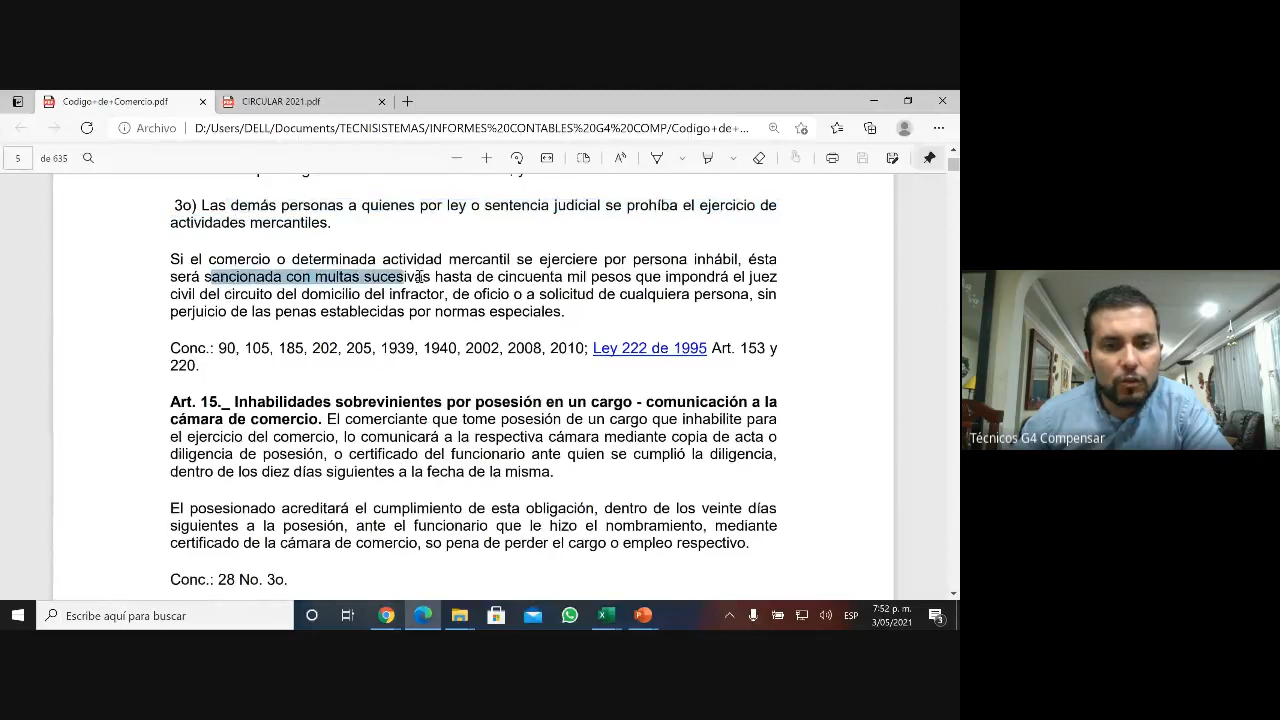 Codigo+de+Comercio.pdf
CIRCULAR 2021.pdf
Archivo
D:/Users/DELL/Documents/TECNISISTEMAS/INFORMES%20CONTABLES%20G4%20COMP/Codigo+de+...
5
de 635
3o) Las demás personas a quienes por ley o sentencia judicial se prohíba el ejercicio de
actividades mercantiles.
Si el comercio o determinada actividad mercantil se ejerciere por persona inhábil, ésta
será sancionada con multas sucesivas hasta de cincuenta mil pesos que impondrá el juez
civil del circuito del domicilio del infractor, de oficio o a solicitud de cualquiera persona, sin
perjuicio de las penas establecidas por normas especiales.
Conc.: 90, 105, 185, 202, 205, 1939, 1940, 2002, 2008, 2010; Ley 222 de 1995 Art. 153 y
220.
Art. 15._ Inhabilidades sobrevinientes por posesión en un cargo - comunicación a la
cámara de comercio. El comerciante que tome posesión de un cargo que inhabilite para
el ejercicio del comercio, lo comunicará a la respectiva cámara mediante copia de acta o
diligencia de posesión, o certificado del funcionario ante quien se cumplió la diligencia,
dentro de los diez días siguientes a la fecha de la misma.
El posesionado acreditará el cumplimiento de esta obligación, dentro de los veinte días
siguientes a la posesión, ante el funcionario que le hizo el nombramiento, mediante
certificado de la cámara de comercio, so pena de perder el cargo o empleo respectivo.
Conc.: 28 No. 3o.
Técnicos G4 Compensar
Escribe aquí para buscar
ESP
7:52 p. m.
3/05/2021
3